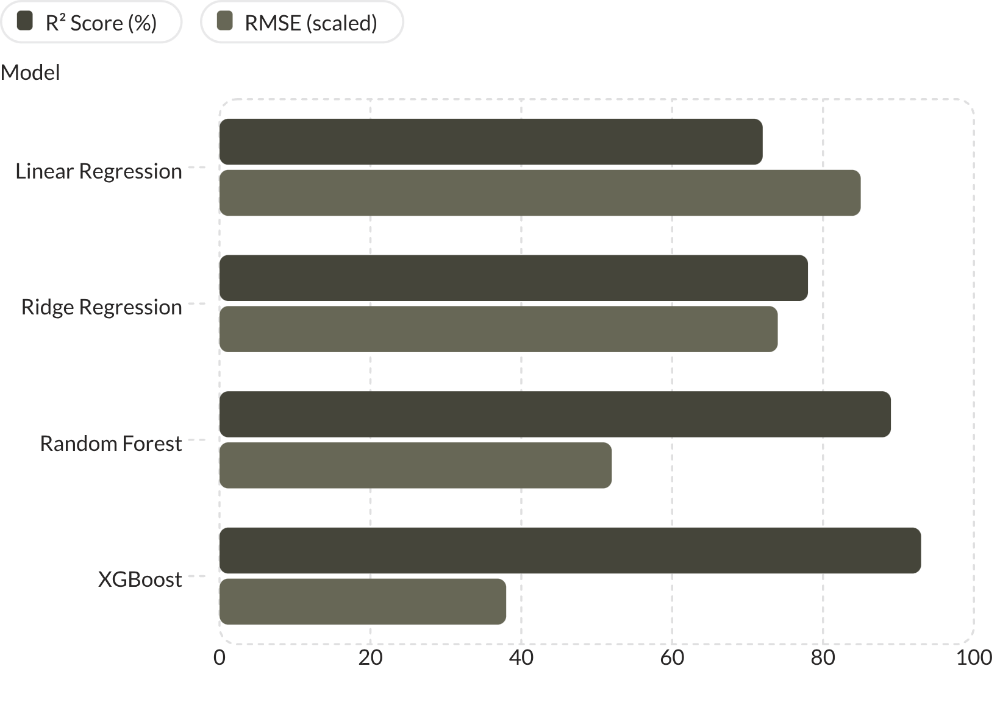 R² Score (%)
RMSE (scaled)
Model
Linear Regression
Ridge Regression
Random Forest
XGBoost
0 20 40 60 80 100